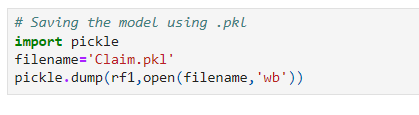 # Saving the model using .pkl
import pickle
filename='Claim.pkl'
pickle.dump(rf1,open(filename,'wb'))